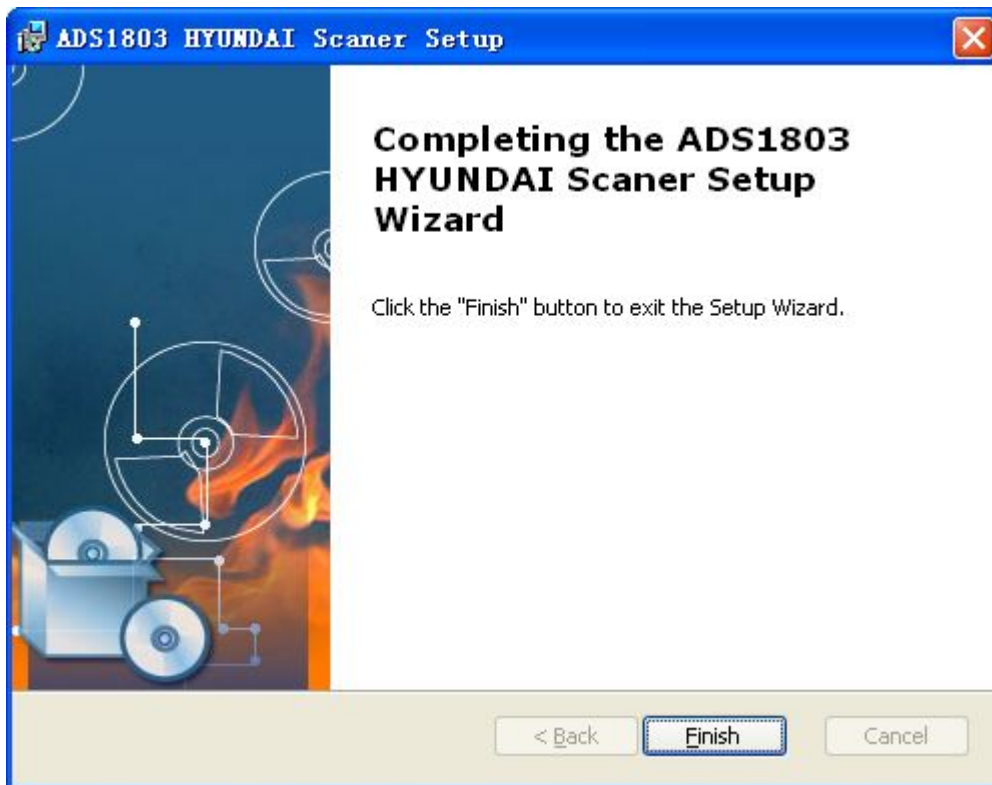 ADS1803 HYUNDAI Scaner Setup
Completing the ADS1803
HYUNDAI Scaner Setup
Wizard
Click the "Finish" button to exit the Setup Wizard.
< Back Finish Cancel